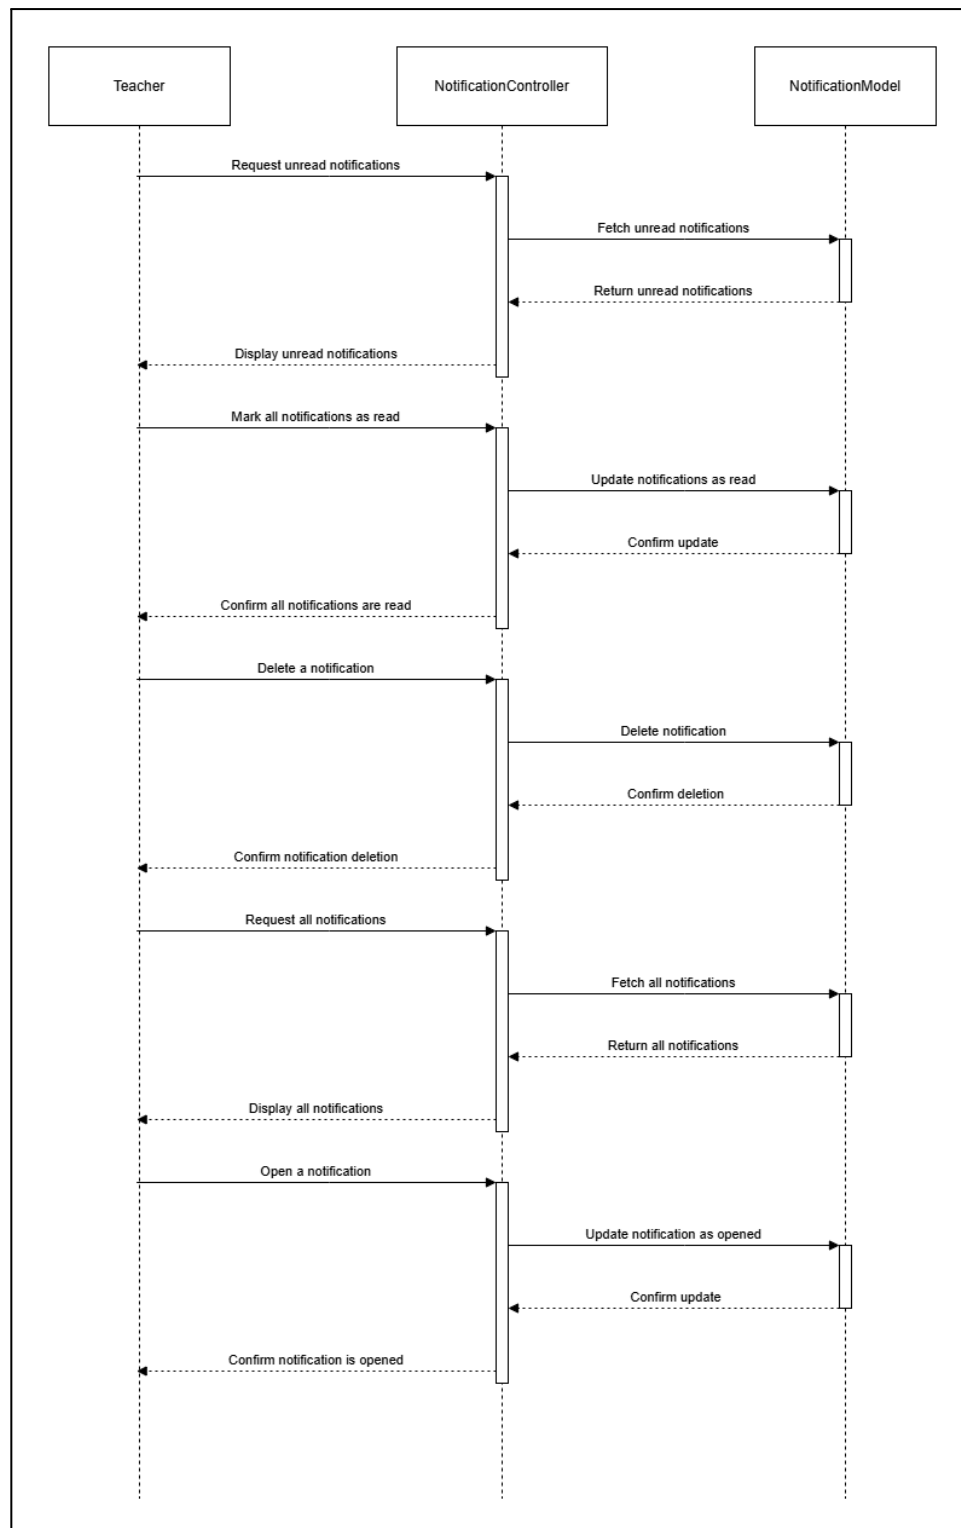 Teacher
NotificationController
NotificationModel
Request unread notifications
Fetch unread notifications
Return unread notifications
Display unread notifications
Mark all notifications as read
Update notifications as read
Confirm update
Confirm all notifications are read
Delete a notification
Delete notification
Confirm deletion
Confirm notification deletion
Request all notifications
Fetch all notifications
Return all notifications
Display all notifications
Open a notification
Update notification as opened
Confirm update
Confirm notification is opened